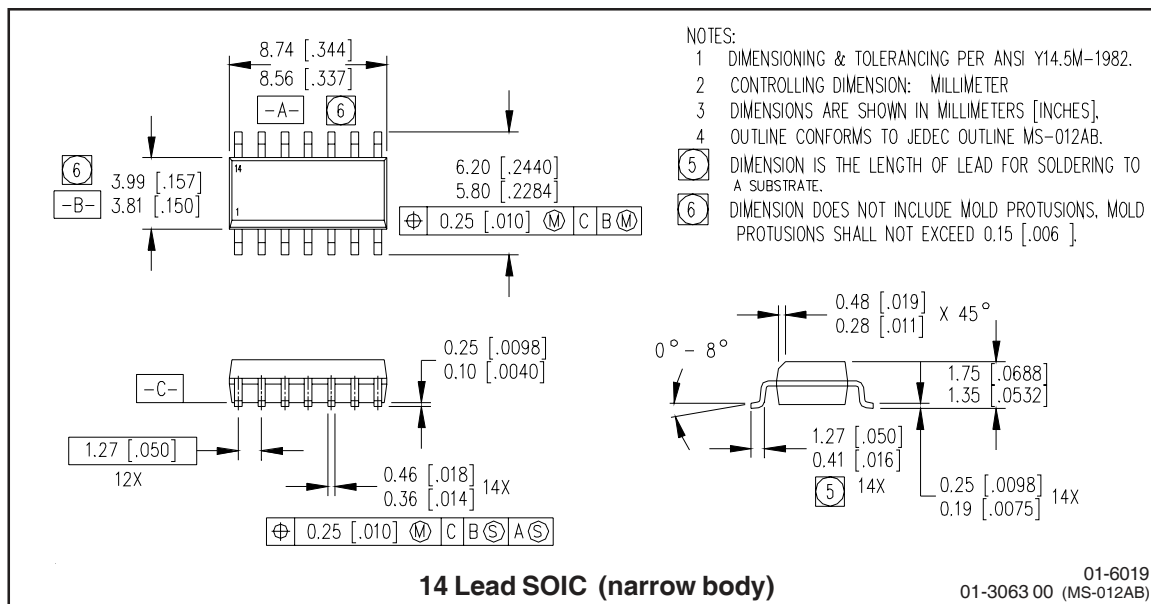 8.74 [.344]
8.56 [.337]
-A- 6
6
3.99 [.157]
3.81 [.150]
-B-
14
1
6.20 [.2440]
5.80 [.2284]
⌖ 0.25 [.010] Ⓜ C B Ⓜ
NOTES:
1 DIMENSIONING & TOLERANCING PER ANSI Y14.5M-1982.
2 CONTROLLING DIMENSION: MILLIMETER
3 DIMENSIONS ARE SHOWN IN MILLIMETERS [INCHES].
4 OUTLINE CONFORMS TO JEDEC OUTLINE MS-012AB.
5 DIMENSION IS THE LENGTH OF LEAD FOR SOLDERING TO
A SUBSTRATE.
6 DIMENSION DOES NOT INCLUDE MOLD PROTUSIONS, MOLD
PROTUSIONS SHALL NOT EXCEED 0.15 [.006 ].
-C-
0.25 [.0098]
0.10 [.0040]
1.27 [.050]
12X
0.46 [.018]
0.36 [.014] 14X
⌖ 0.25 [.010] Ⓜ C B Ⓢ A Ⓢ
0.48 [.019]
0.28 [.011] X 45°
0° - 8°
1.75 [.0688]
1.35 [.0532]
1.27 [.050]
0.41 [.016]
5 14X
0.25 [.0098]
0.19 [.0075] 14X
14 Lead SOIC (narrow body)
01-6019
01-3063 00 (MS-012AB)